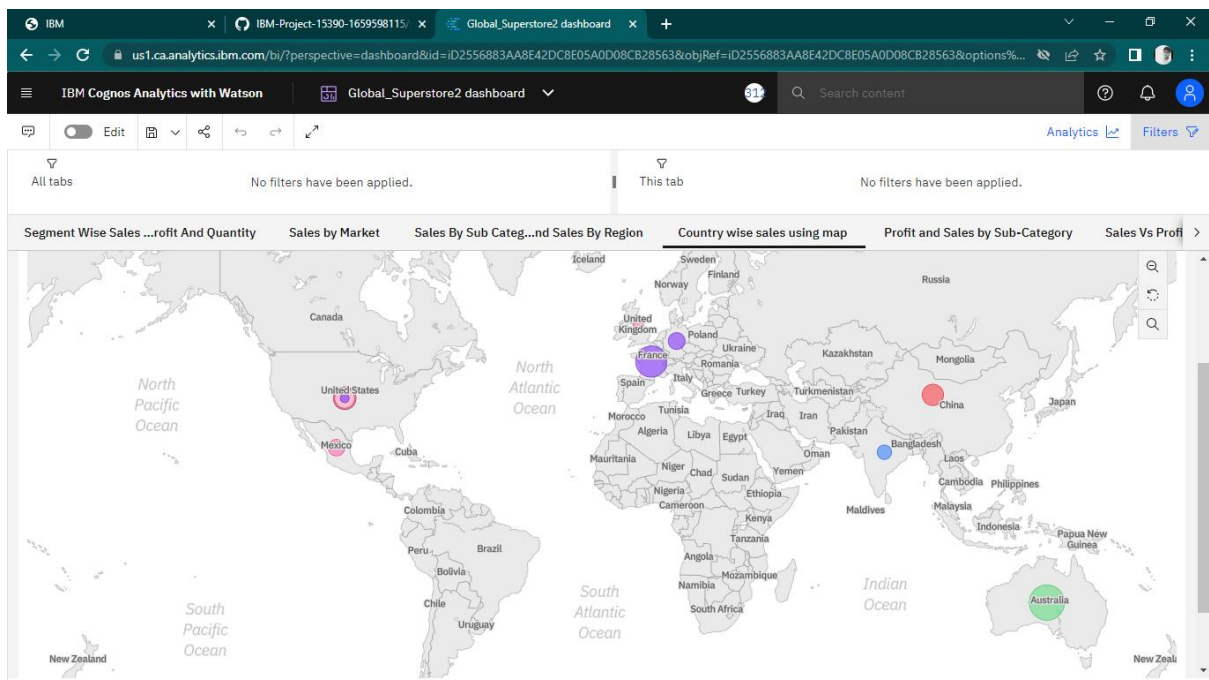 IBM
IBM-Project-15390-1659598115/
Global_Superstore2 dashboard
us1.ca.analytics.ibm.com/bi/?perspective=dashboard&id=iD2556883AA8E42DC8E05A0D08CB28563&objRef=iD2556883AA8E42DC8E05A0D08CB28563&options%...
IBM Cognos Analytics with Watson
Global_Superstore2 dashboard
Search content
Edit
Analytics
Filters
All tabs
No filters have been applied.
This tab
No filters have been applied.
Segment Wise Sales ...rofit And Quantity
Sales by Market
Sales By Sub Categ...nd Sales By Region
Country wise sales using map
Profit and Sales by Sub-Category
Sales Vs Profi
Iceland
Sweden
Finland
Norway
Russia
Canada
United
Kingdom
Poland
Ukraine
France
Romania
Kazakhstan
Mongolia
North
Atlantic
Ocean
North
Pacific
Ocean
United States
Spain
Italy
Greece
Turkey
Turkmenistan
China
Japan
Morocco
Tunisia
Iraq
Iran
Algeria
Libya
Egypt
Pakistan
Bangladesh
Mexico
Cuba
Mauritania
Niger
Chad
Sudan
Yemen
Oman
Laos
Cambodia
Philippines
Nigeria
Ethiopia
Cameroon
Kenya
Maldives
Malaysia
Colombia
Tanzania
Indonesia
Papua New
Guinea
Peru
Brazil
Angola
Bolivia
Mozambique
Namibia
Indian
Ocean
South
Atlantic
Ocean
Chile
South Africa
Australia
South
Pacific
Ocean
Uruguay
New Zealand
New Zeal